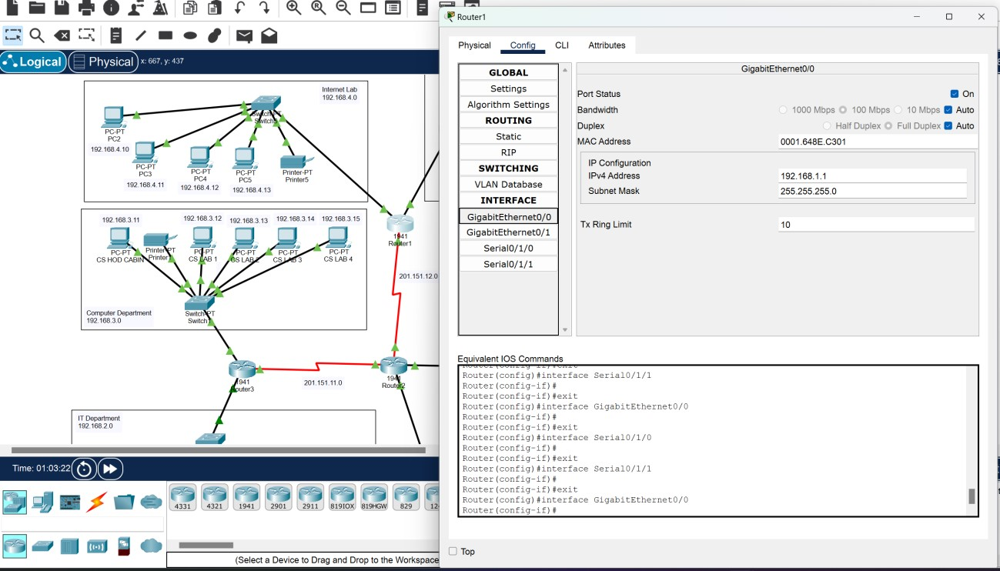 Logical
Physical
x: 667, y: 437
Internet Lab
192.168.4.0
Switch-PT
Switch5
PC-PT
PC2
192.168.4.10
PC-PT
PC3
192.168.4.11
PC-PT
PC4
192.168.4.12
PC-PT
PC5
192.168.4.13
Printer-PT
Printer5
192.168.3.11
192.168.3.12
192.168.3.13
192.168.3.14
192.168.3.15
PC-PT
CS HOD CABIN
Printer-PT
Printer1
PC-PT
CS LAB 1
PC-PT
CS LAB 2
PC-PT
CS LAB 3
PC-PT
CS LAB 4
Computer Department
192.168.3.0
Switch-PT
Switch1
1941
Router1
201.151.12.0
1941
Router3
201.151.11.0
1941
Router2
IT Department
192.168.2.0
Time: 01:03:22
4331
4321
1941
2901
2911
819IOX
819HGW
829
(Select a Device to Drag and Drop to the Workspace
Router1
Physical
Config
CLI
Attributes
GLOBAL
Settings
Algorithm Settings
ROUTING
Static
RIP
SWITCHING
VLAN Database
INTERFACE
GigabitEthernet0/0
GigabitEthernet0/1
Serial0/1/0
Serial0/1/1
GigabitEthernet0/0
Port Status On
Bandwidth 1000 Mbps 100 Mbps 10 Mbps Auto
Duplex Half Duplex Full Duplex Auto
MAC Address 0001.648E.C301
IP Configuration
IPv4 Address 192.168.1.1
Subnet Mask 255.255.255.0
Tx Ring Limit 10
Equivalent IOS Commands
Router(config-if)#exit
Router(config)#interface Serial0/1/1
Router(config-if)#
Router(config-if)#exit
Router(config)#interface GigabitEthernet0/0
Router(config-if)#
Router(config-if)#exit
Router(config)#interface Serial0/1/0
Router(config-if)#
Router(config-if)#exit
Router(config)#interface Serial0/1/1
Router(config-if)#
Router(config-if)#exit
Router(config)#interface GigabitEthernet0/0
Router(config-if)#
Top